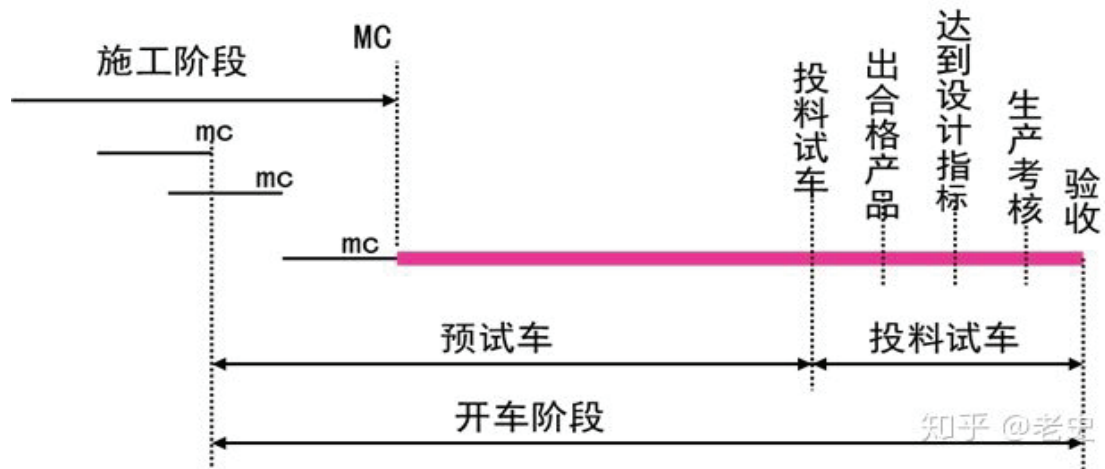 MC
施工阶段
mc
mc
mc
投料试车
出合格产品
达到设计指标
生产考核
验收
预试车
投料试车
开车阶段
知乎 @老史